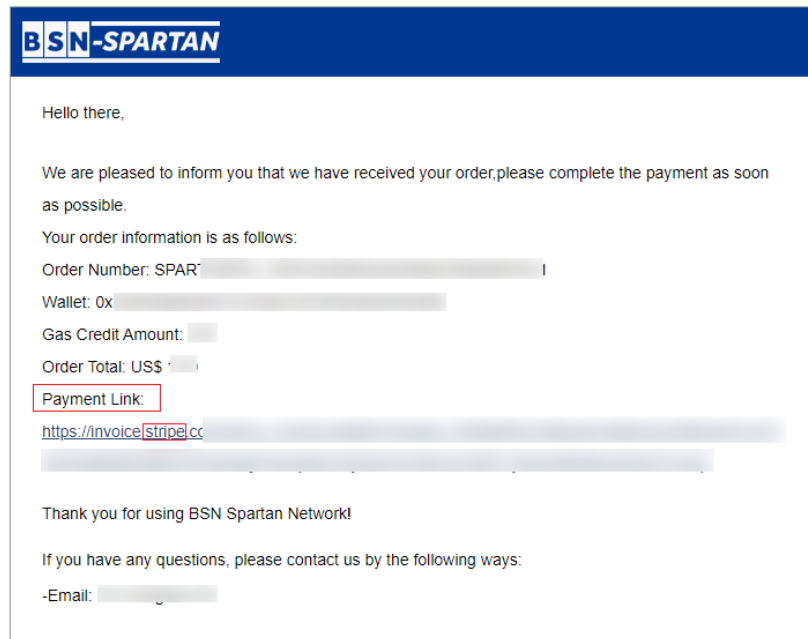 BSN-SPARTAN
Hello there,
We are pleased to inform you that we have received your order,please complete the payment as soon
as possible.
Your order information is as follows:
Order Number: SPAR
Wallet: 0x
Gas Credit Amount:
Order Total: US$
Payment Link:
https://invoice.stripe.co
Thank you for using BSN Spartan Network!
If you have any questions, please contact us by the following ways:
-Email: